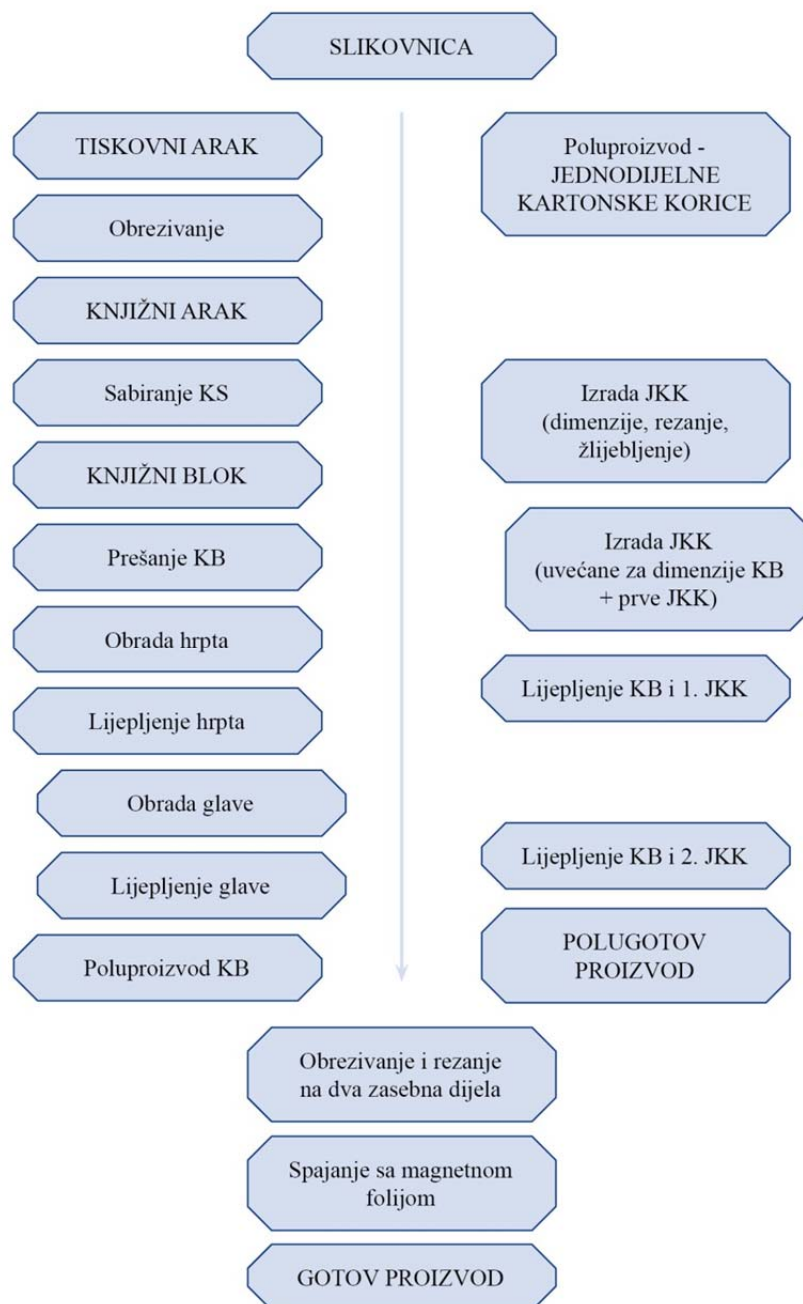 SLIKOVNICA
TISKOVNI ARAK
Obrezivanje
KNJIŽNI ARAK
Sabiranje KS
KNJIŽNI BLOK
Prešanje KB
Obrada hrpta
Lijepljenje hrpta
Obrada glave
Lijepljenje glave
Poluproizvod KB
Poluproizvod -
JEDNODIJELNE
KARTONSKE KORICE
Izrada JKK
(dimenzije, rezanje,
žlijebljenje)
Izrada JKK
(uvećane za dimenzije KB
+ prve JKK)
Lijepljenje KB i 1. JKK
Lijepljenje KB i 2. JKK
POLUGOTOV
PROIZVOD
Obrezivanje i rezanje
na dva zasebna dijela
Spajanje sa magnetnom
folijom
GOTOV PROIZVOD